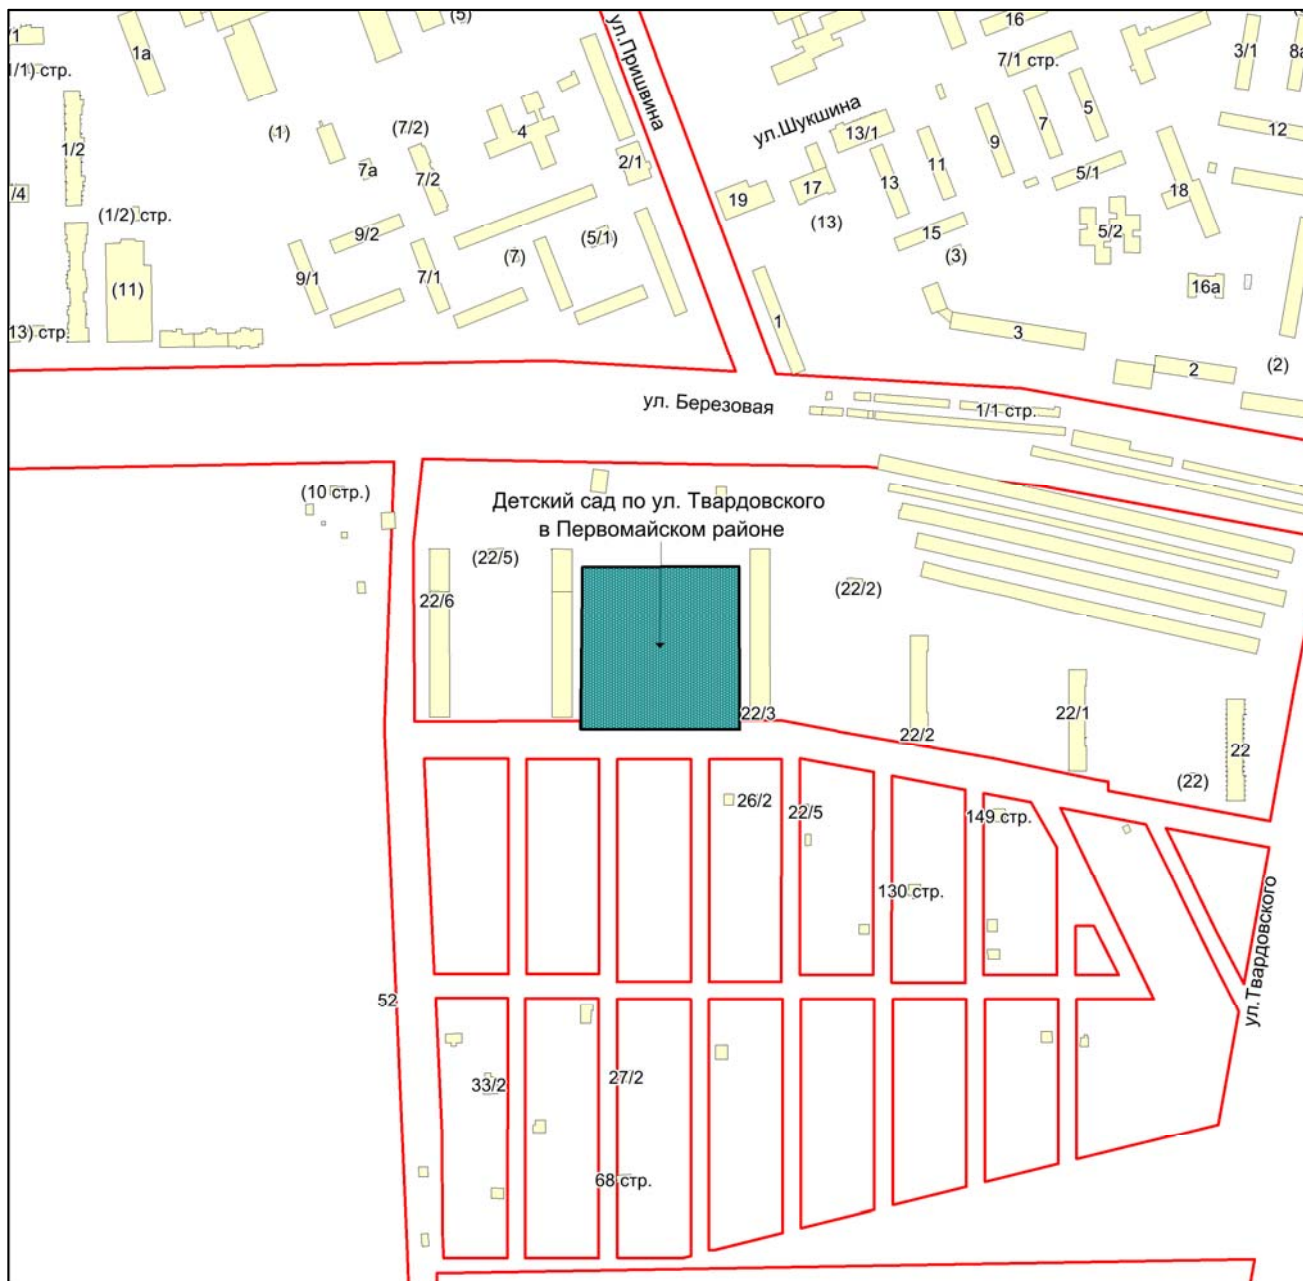 (5)
16
/1
1а
ул.Пришвина
7/1 стр.
3/1
8а
/1) стр.
ул.Шукшина
13/1
5
7
12
(1)
(7/2)
4
9
1/2
2/1
11
7а
7/2
13
5/1
/4
17
18
19
(1/2) стр.
(13)
9/2
(5/1)
15
5/2
(7)
(3)
9/1
7/1
(11)
16а
1
13) стр.
3
2
(2)
ул. Березовая
1/1 стр.
(10 стр.)
Детский сад по ул. Твардовского
в Первомайском районе
(22/5)
(22/2)
22/6
22/3
22/1
22/2
22
(22)
26/2
22/5
149 стр.
130 стр.
ул.Твардовского
52
33/2
27/2
68 стр.